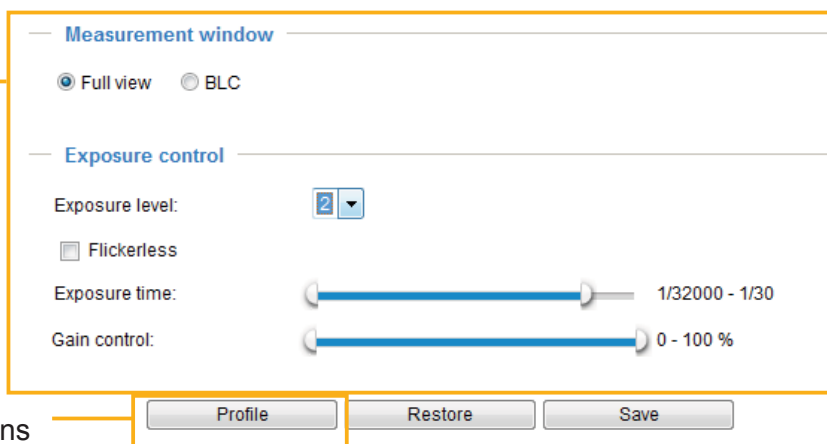 Measurement window
Full view BLC
Exposure control
Exposure level: 2
Flickerless
Exposure time: 1/32000 - 1/30
Gain control: 0 - 100 %
Profile Restore Save
ns